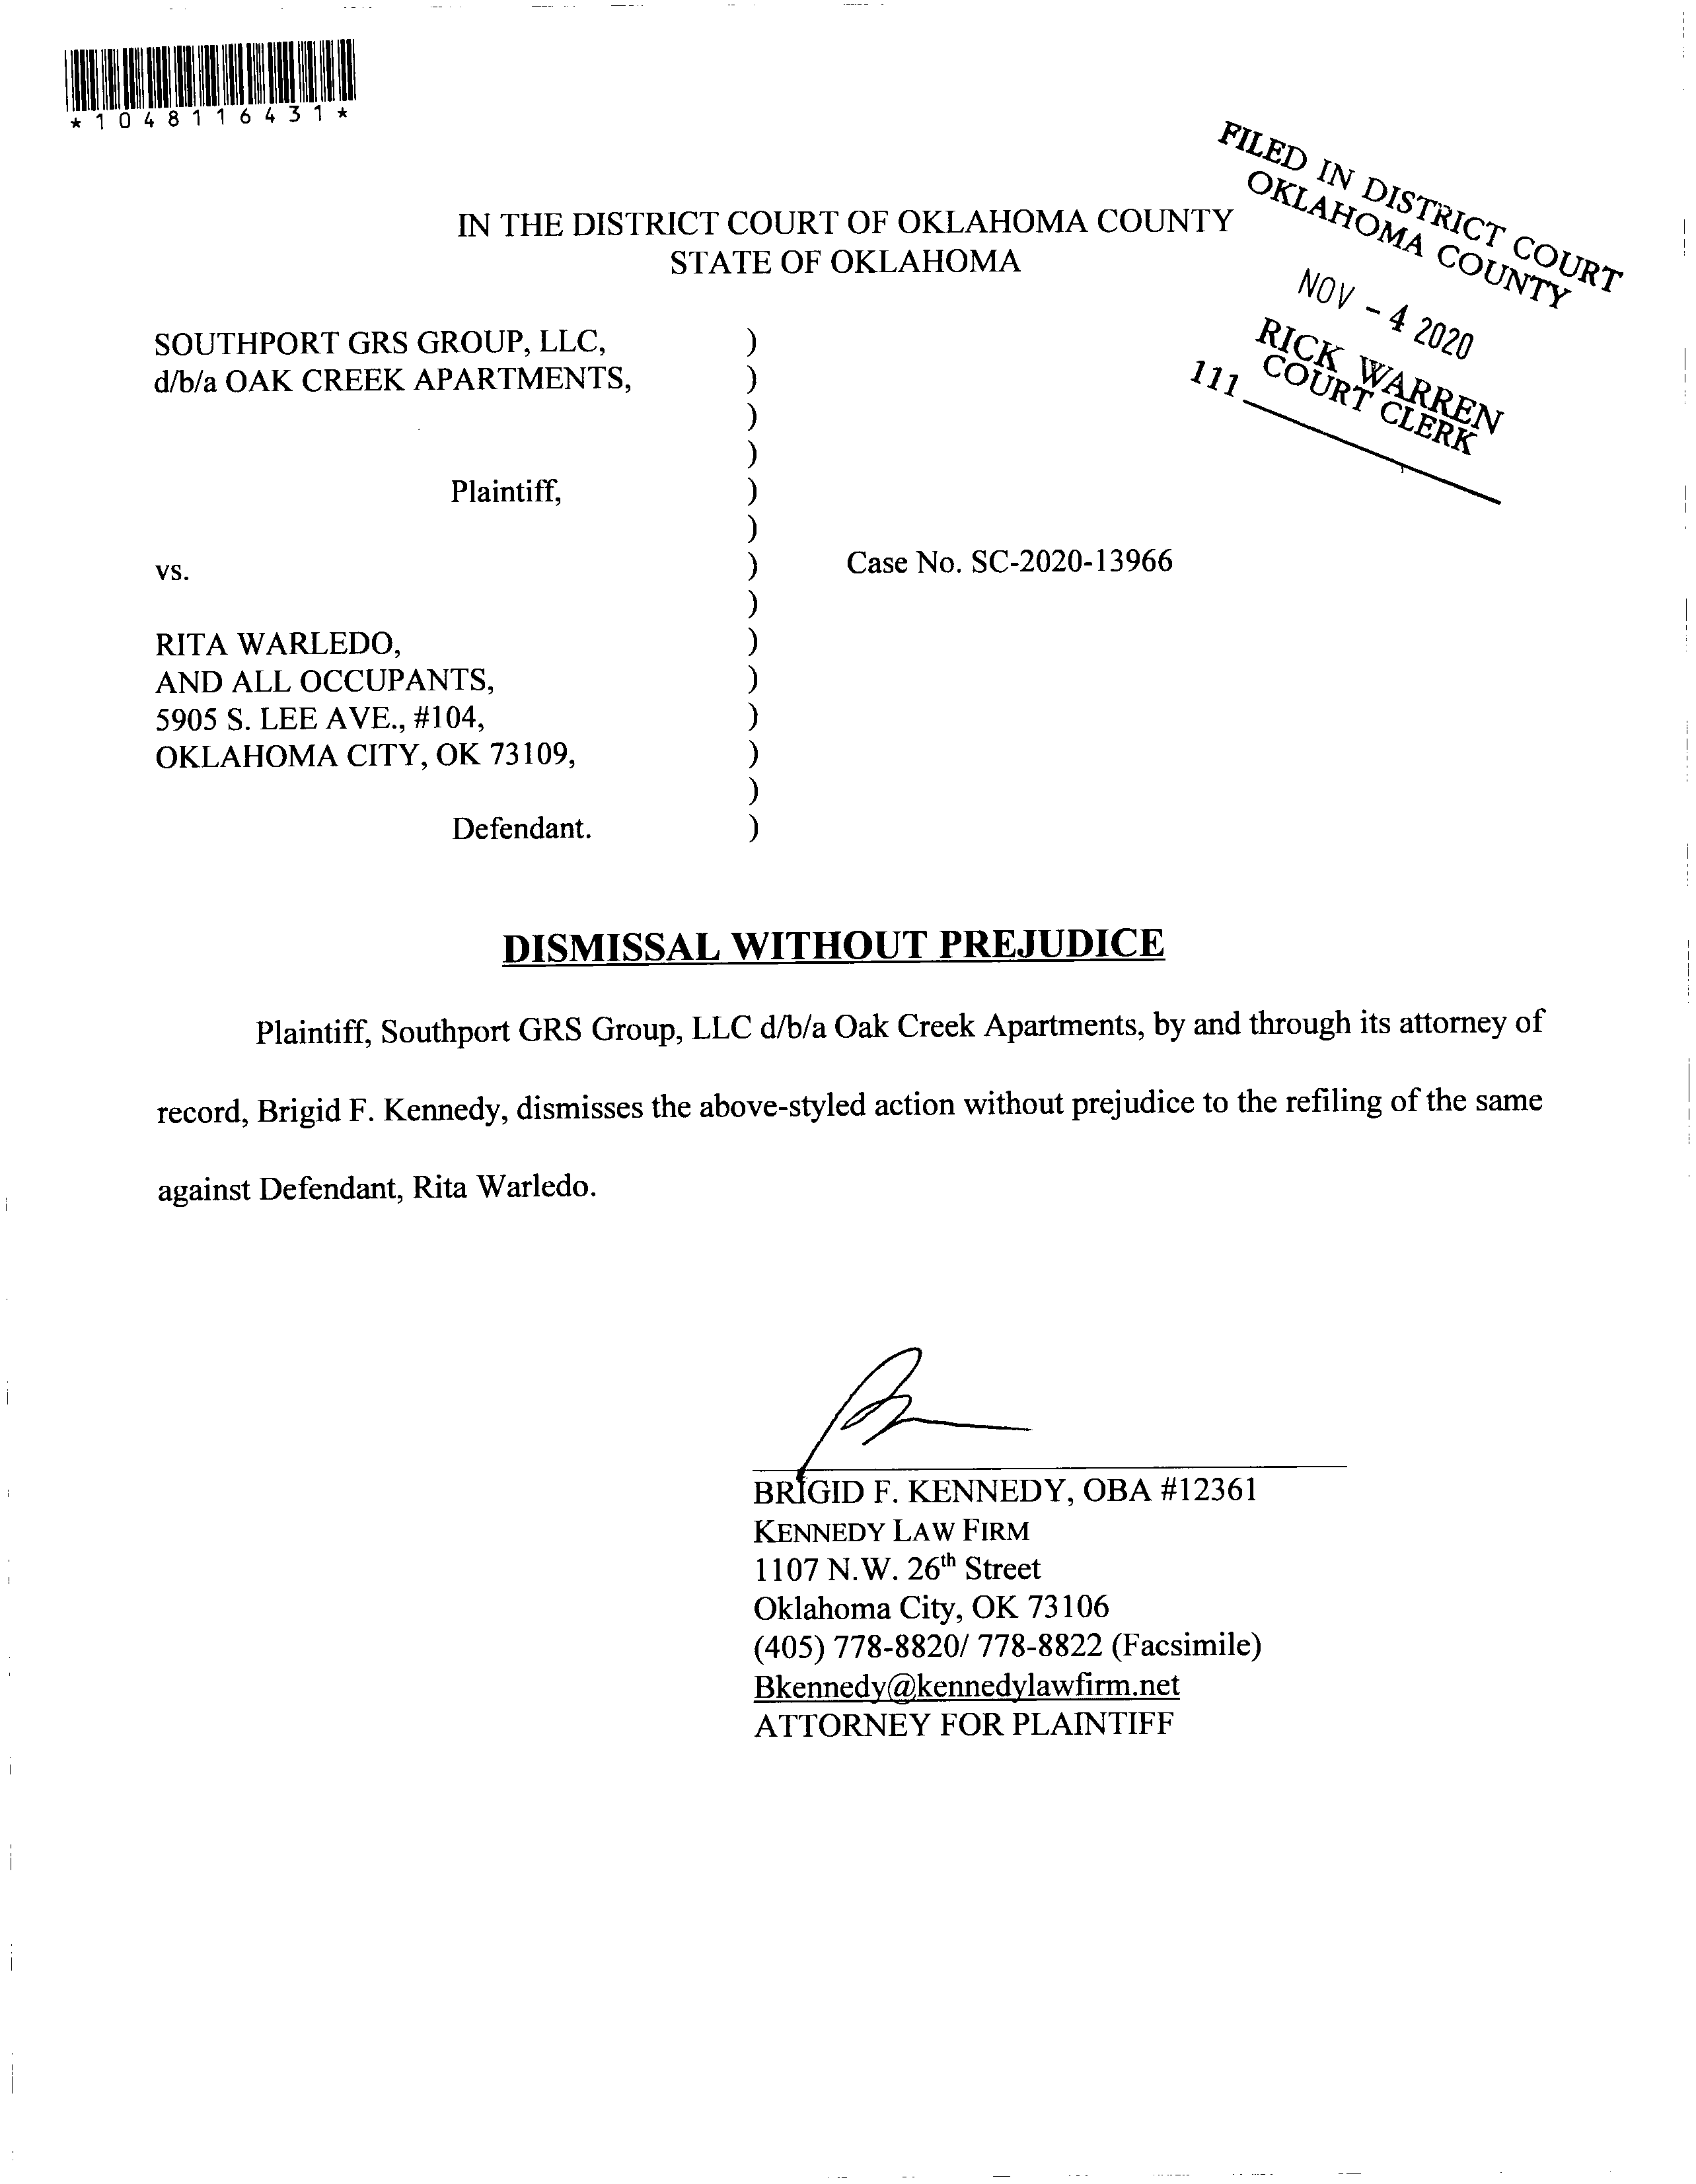 *1048116431*
FILED IN DISTRICT COURT
OKLAHOMA COUNTY
NOV - 4 2020
RICK WARREN
COURT CLERK
111
IN THE DISTRICT COURT OF OKLAHOMA COUNTY
STATE OF OKLAHOMA
SOUTHPORT GRS GROUP, LLC, )
d/b/a OAK CREEK APARTMENTS, )
)
)
Plaintiff, )
)
vs. ) Case No. SC-2020-13966
)
RITA WARLEDO, )
AND ALL OCCUPANTS, )
5905 S. LEE AVE., #104, )
OKLAHOMA CITY, OK 73109, )
)
Defendant. )
DISMISSAL WITHOUT PREJUDICE
Plaintiff, Southport GRS Group, LLC d/b/a Oak Creek Apartments, by and through its attorney of
record, Brigid F. Kennedy, dismisses the above-styled action without prejudice to the refiling of the same
against Defendant, Rita Warledo.
BRIGID F. KENNEDY, OBA #12361
KENNEDY LAW FIRM
1107 N.W. 26th Street
Oklahoma City, OK 73106
(405) 778-8820/ 778-8822 (Facsimile)
Bkennedy@kennedylawfirm.net
ATTORNEY FOR PLAINTIFF